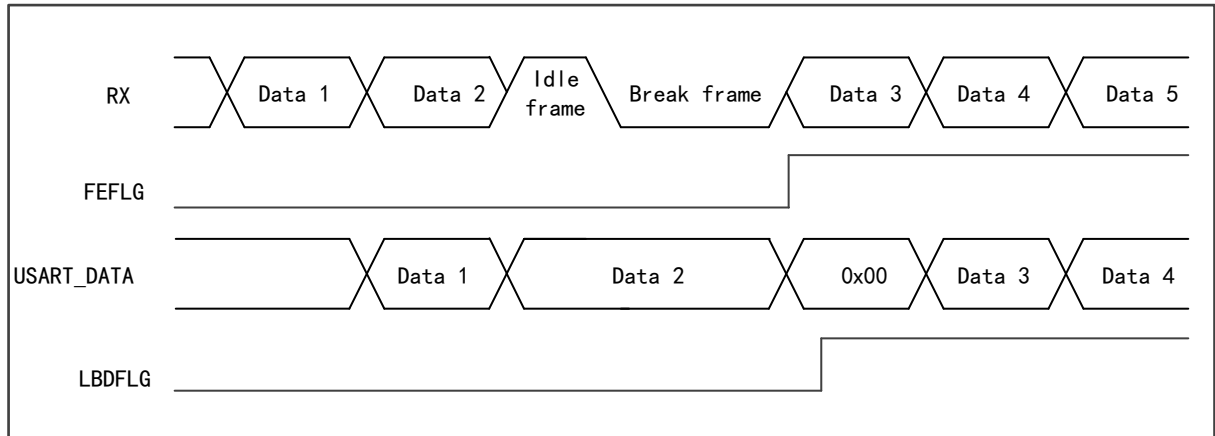 RX
Data 1
Data 2
Idle
frame
Break frame
Data 3
Data 4
Data 5
FEFLG
USART_DATA
Data 1
Data 2
0x00
Data 3
Data 4
LBDFLG